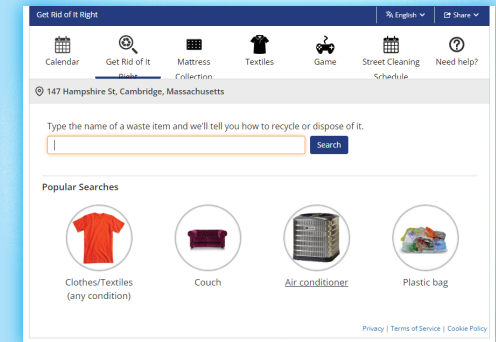 Get Rid of It Right
English
Share
Calendar
Get Rid of It Right
Mattress Collection
Textiles
Game
Street Cleaning Schedule
Need help?
147 Hampshire St, Cambridge, Massachusetts
Type the name of a waste item and we'll tell you how to recycle or dispose of it.
Search
Popular Searches
Clothes/Textiles
(any condition)
Couch
Air conditioner
Plastic bag
Privacy | Terms of Service | Cookie Policy